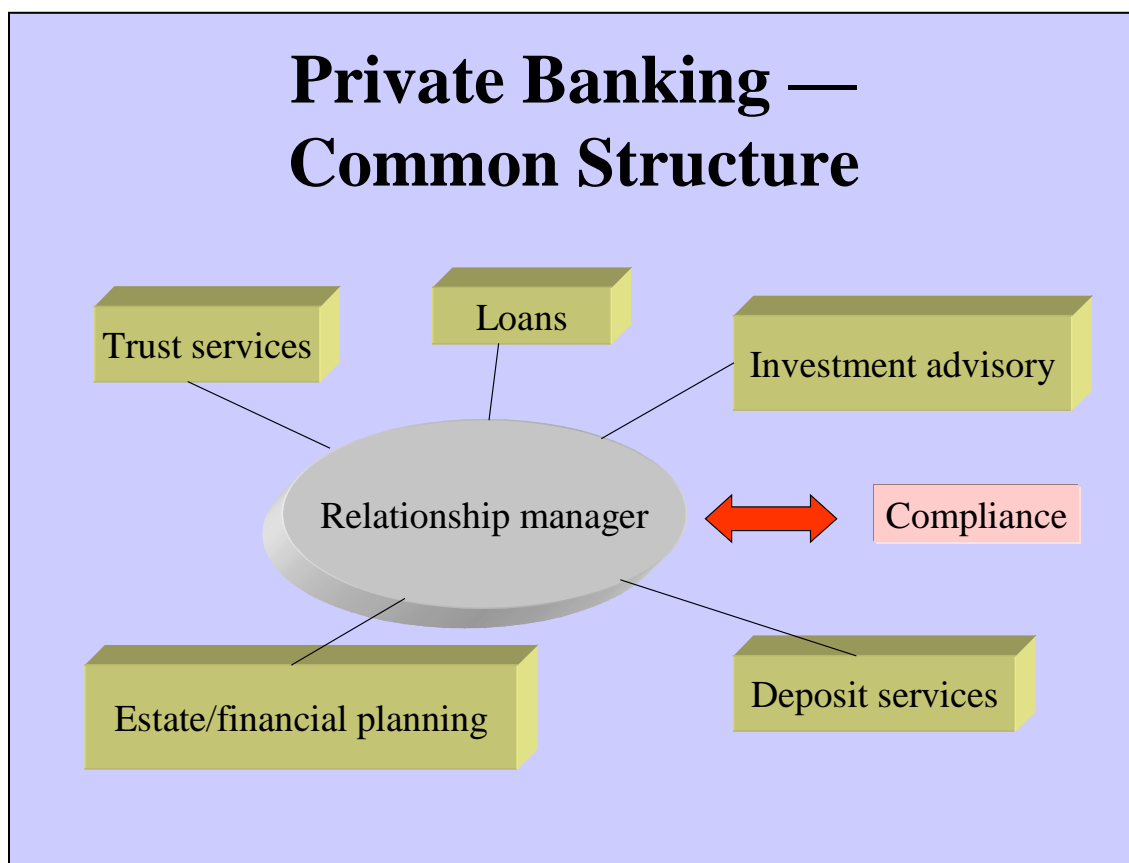 Private Banking —
Common Structure
Trust services
Loans
Investment advisory
Relationship manager
Compliance
Estate/financial planning
Deposit services